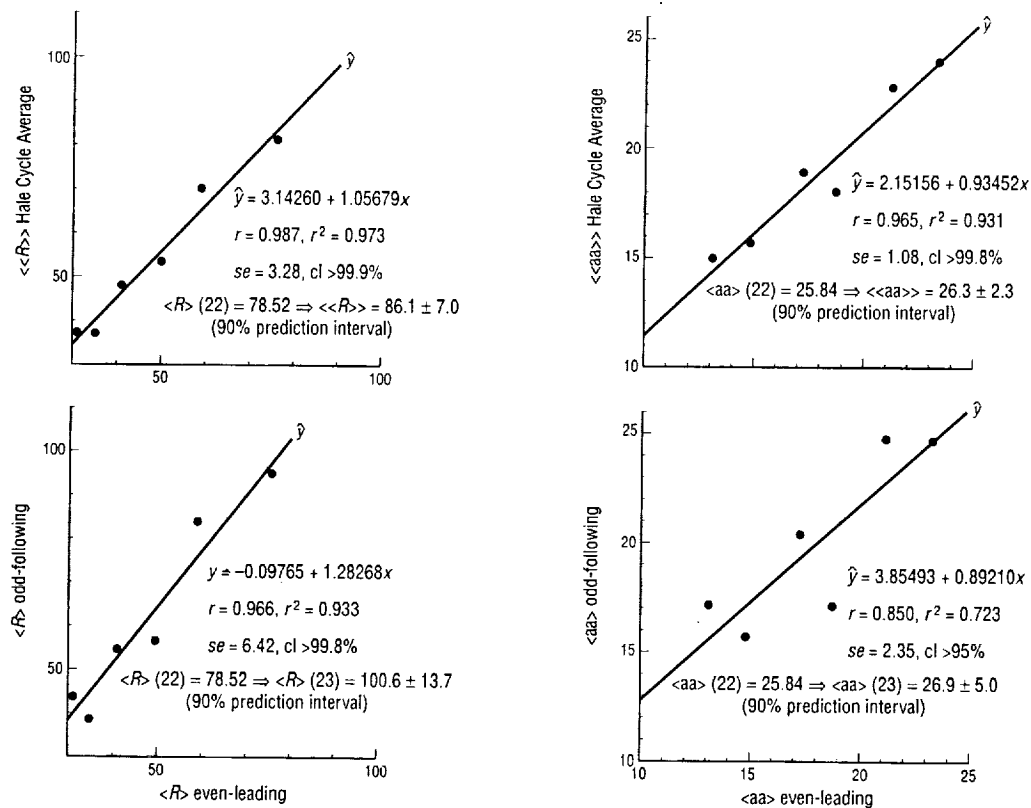 100
50
50
100
<<R>> Hale Cycle Average
ŷ
ŷ = 3.14260 + 1.05679x
r = 0.987, r² = 0.973
se = 3.28, cl >99.9%
<R> (22) = 78.52 ⇒ <<R>> = 86.1 ± 7.0
(90% prediction interval)
25
20
15
10
<<aa>> Hale Cycle Average
ŷ
ŷ = 2.15156 + 0.93452x
r = 0.965, r² = 0.931
se = 1.08, cl >99.8%
<aa> (22) = 25.84 ⇒ <<aa>> = 26.3 ± 2.3
(90% prediction interval)
100
50
50
100
<R> odd-following
ŷ
y = –0.09765 + 1.28268x
r = 0.966, r² = 0.933
se = 6.42, cl >99.8%
<R> (22) = 78.52 ⇒ <R> (23) = 100.6 ± 13.7
(90% prediction interval)
<R> even-leading
25
20
15
10
10
15
20
25
<aa> odd-following
ŷ
ŷ = 3.85493 + 0.89210x
r = 0.850, r² = 0.723
se = 2.35, cl >95%
<aa> (22) = 25.84 ⇒ <aa> (23) = 26.9 ± 5.0
(90% prediction interval)
<aa> even-leading